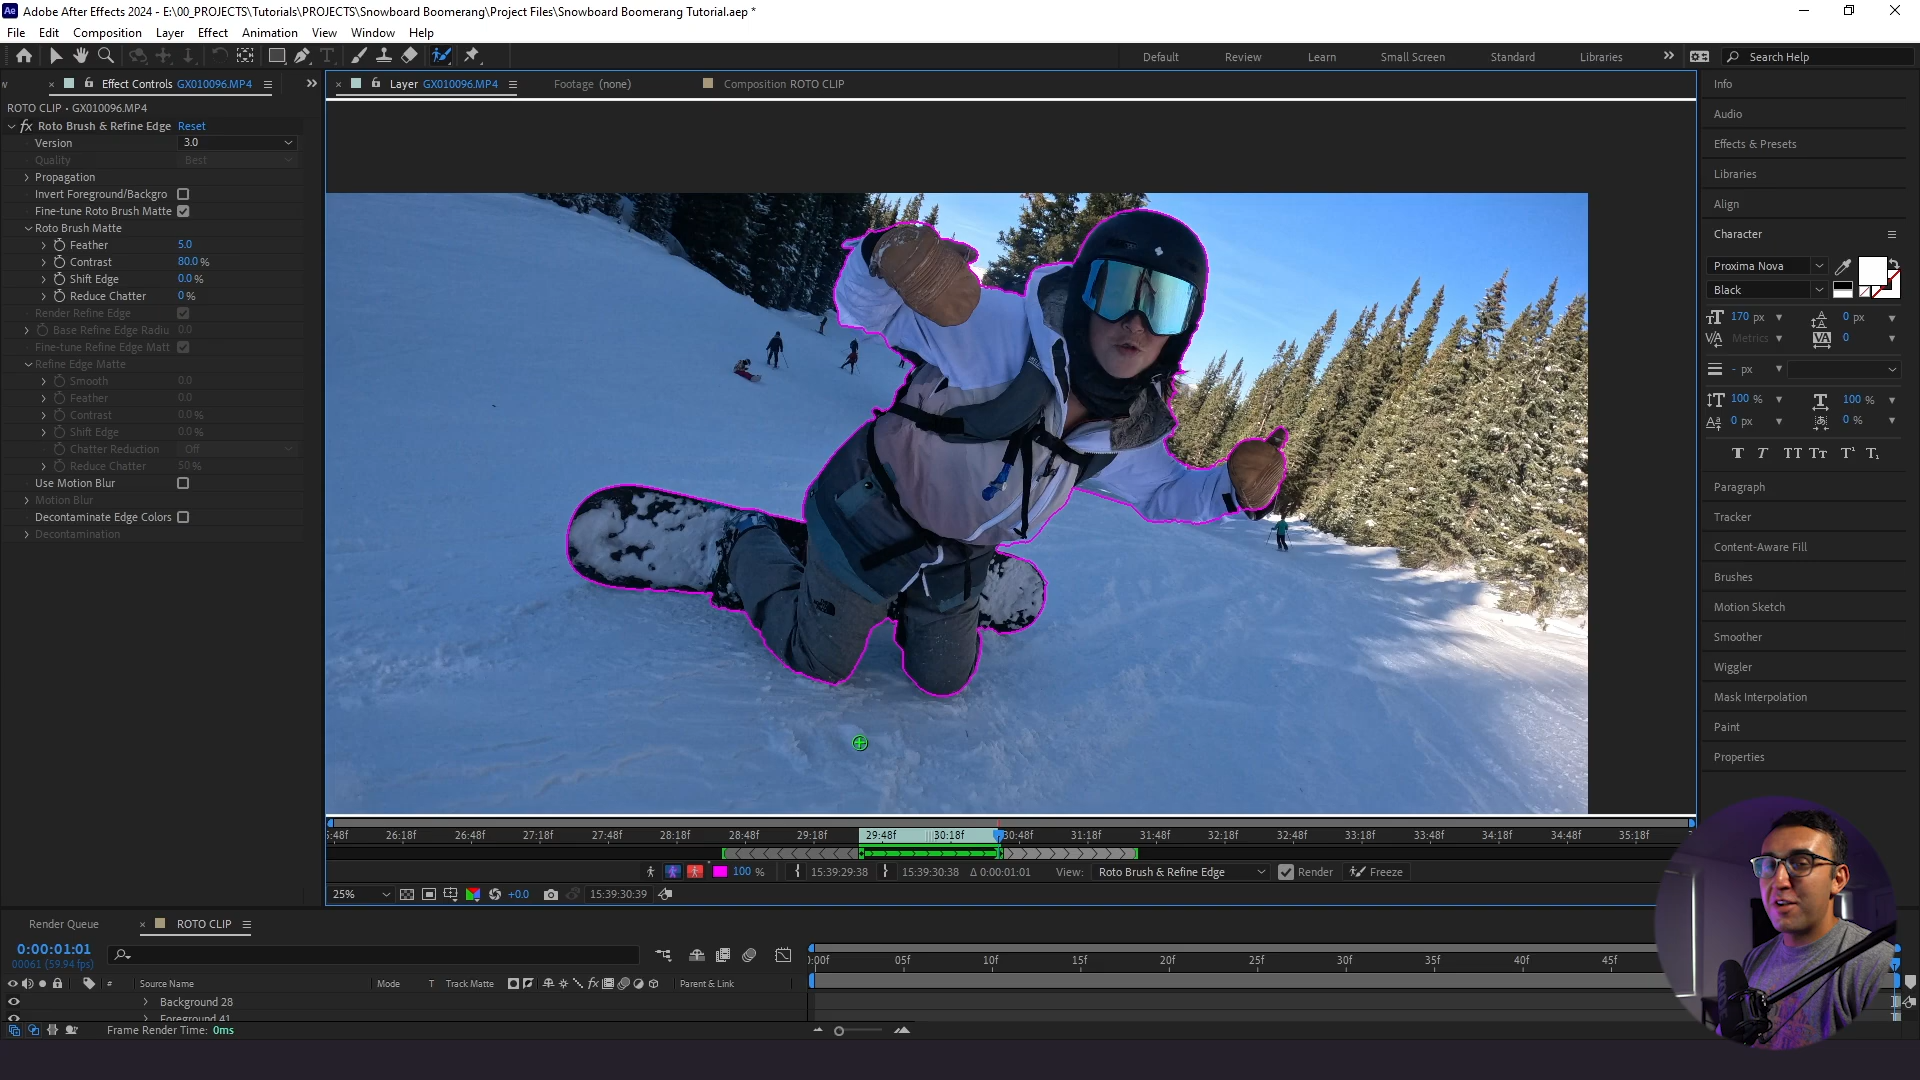 Ae Adobe After Effects 2024 - E:\00_PROJECTS\Tutorials\PROJECTS\Snowboard Boomerang\Project Files\Snowboard Boomerang Tutorial.aep *
File Edit Composition Layer Effect Animation View Window Help
Default Review Learn Small Screen Standard Libraries Search Help
Effect Controls GX010096.MP4
ROTO CLIP • GX010096.MP4
fx Roto Brush & Refine Edge Reset
Version 3.0
Quality Best
Propagation
Invert Foreground/Backgro
Fine-tune Roto Brush Matte
Roto Brush Matte
Feather 5.0
Contrast 80.0 %
Shift Edge 0.0 %
Reduce Chatter 0 %
Render Refine Edge
Base Refine Edge Radiu 0.0
Fine-tune Refine Edge Matt
Refine Edge Matte
Smooth 0.0
Feather 0.0
Contrast 0.0 %
Shift Edge 0.0 %
Chatter Reduction Off
Reduce Chatter 50 %
Use Motion Blur
Motion Blur
Decontaminate Edge Colors
Decontamination
Layer GX010096.MP4 Footage (none) Composition ROTO CLIP
5:48f 26:18f 26:48f 27:18f 27:48f 28:18f 28:48f 29:18f 29:48f 30:18f 30:48f 31:18f 31:48f 32:18f 32:48f 33:18f 33:48f 34:18f 34:48f 35:18f
100 % 15:39:29:38 15:39:30:38 Δ 0:00:01:01 View: Roto Brush & Refine Edge Render Freeze
25% +0.0 15:39:30:39
Info
Audio
Effects & Presets
Libraries
Align
Character
Proxima Nova
Black
170 px 0 px
Metrics 0
- px
100 % 100 %
0 px 0 %
Paragraph
Tracker
Content-Aware Fill
Brushes
Motion Sketch
Smoother
Wiggler
Mask Interpolation
Paint
Properties
Render Queue ROTO CLIP
0:00:01:01
00061 (59.94 fps)
:00f 05f 10f 15f 20f 25f 30f 35f 40f 45f
# Source Name Mode T Track Matte Parent & Link
Background 28
Foreground 41
Frame Render Time: 0ms